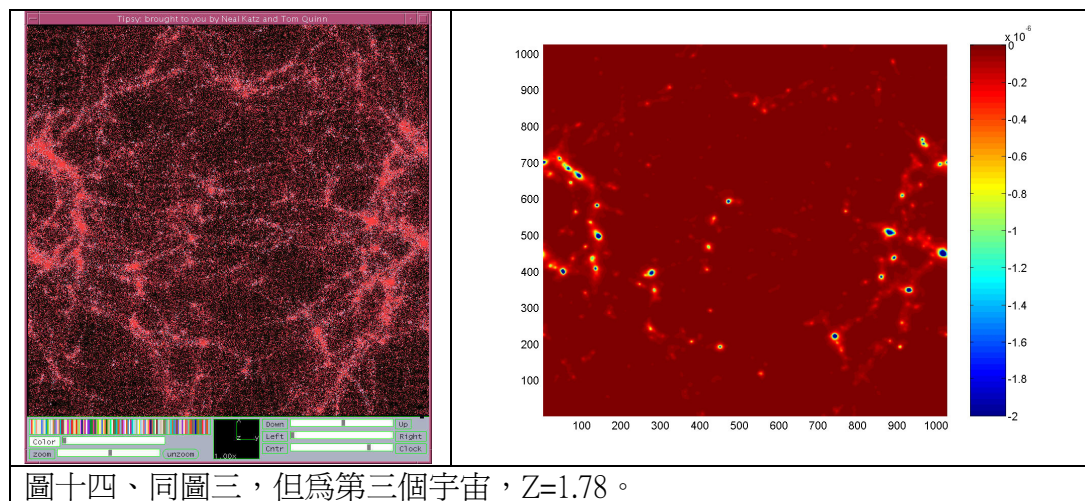 Tipsy: brought to you by Neal Katz and Tom Quinn
Color
zoom
unzoom
1.00x
x
z
y
Down
Up
Left
Right
Cntr
Clock
x 10^-6
1000
900
800
700
600
500
400
300
200
100
100 200 300 400 500 600 700 800 900 1000
0
-0.2
-0.4
-0.6
-0.8
-1
-1.2
-1.4
-1.6
-1.8
-2
圖十四、同圖三，但為第三個宇宙，Z=1.78。